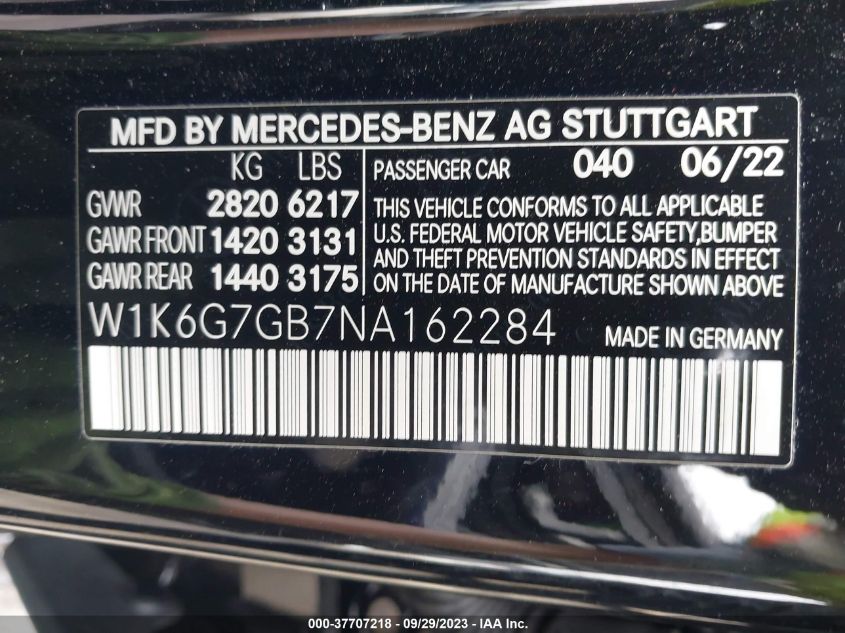 MFD BY MERCEDES-BENZ AG STUTTGART
KG LBS
GVWR 2820 6217
GAWR FRONT 1420 3131
GAWR REAR 1440 3175
PASSENGER CAR 040 06/22
THIS VEHICLE CONFORMS TO ALL APPLICABLE
U.S. FEDERAL MOTOR VEHICLE SAFETY,BUMPER
AND THEFT PREVENTION STANDARDS IN EFFECT
ON THE DATE OF MANUFACTURE SHOWN ABOVE
W1K6G7GB7NA162284 MADE IN GERMANY
000-37707218 - 09/29/2023 - IAA Inc.